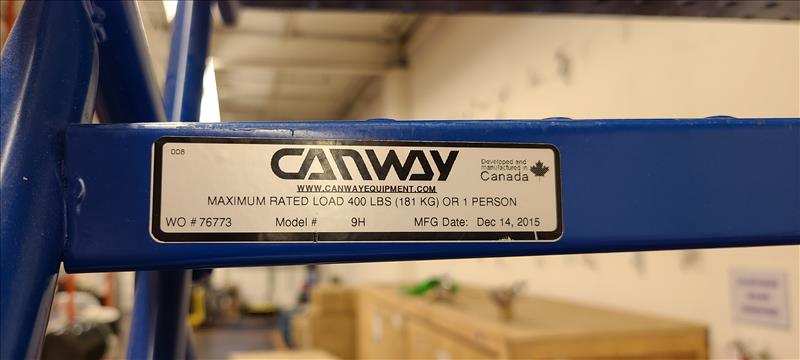 008
CANWAY
Developed and
manufactured in
Canada
WWW.CANWAYEQUIPMENT.COM
MAXIMUM RATED LOAD 400 LBS (181 KG) OR 1 PERSON
WO # 76773 Model # 9H MFG Date: Dec 14, 2015